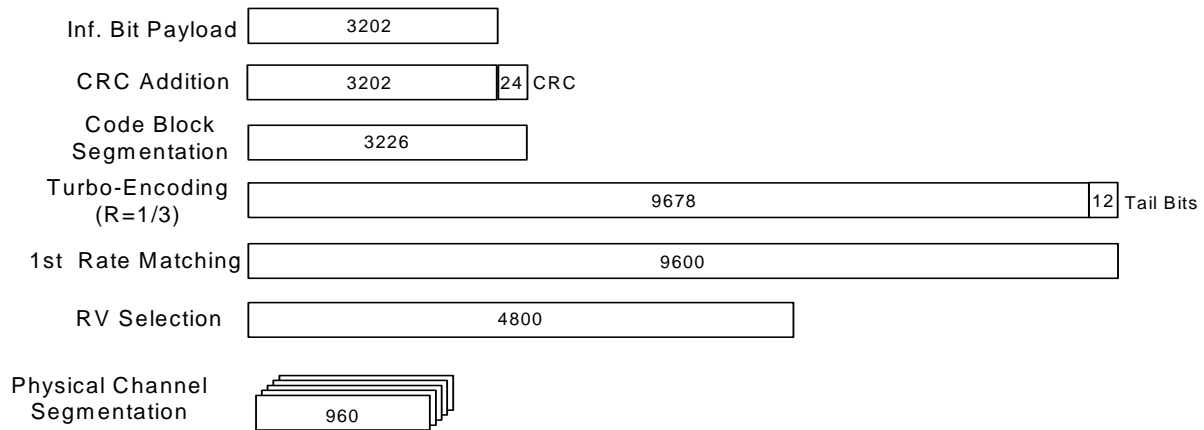 Inf. Bit Payload 3202
CRC Addition 3202 24 CRC
Code Block
Segmentation 3226
Turbo-Encoding
(R=1/3) 9678 12 Tail Bits
1st Rate Matching 9600
RV Selection 4800
Physical Channel
Segmentation 960